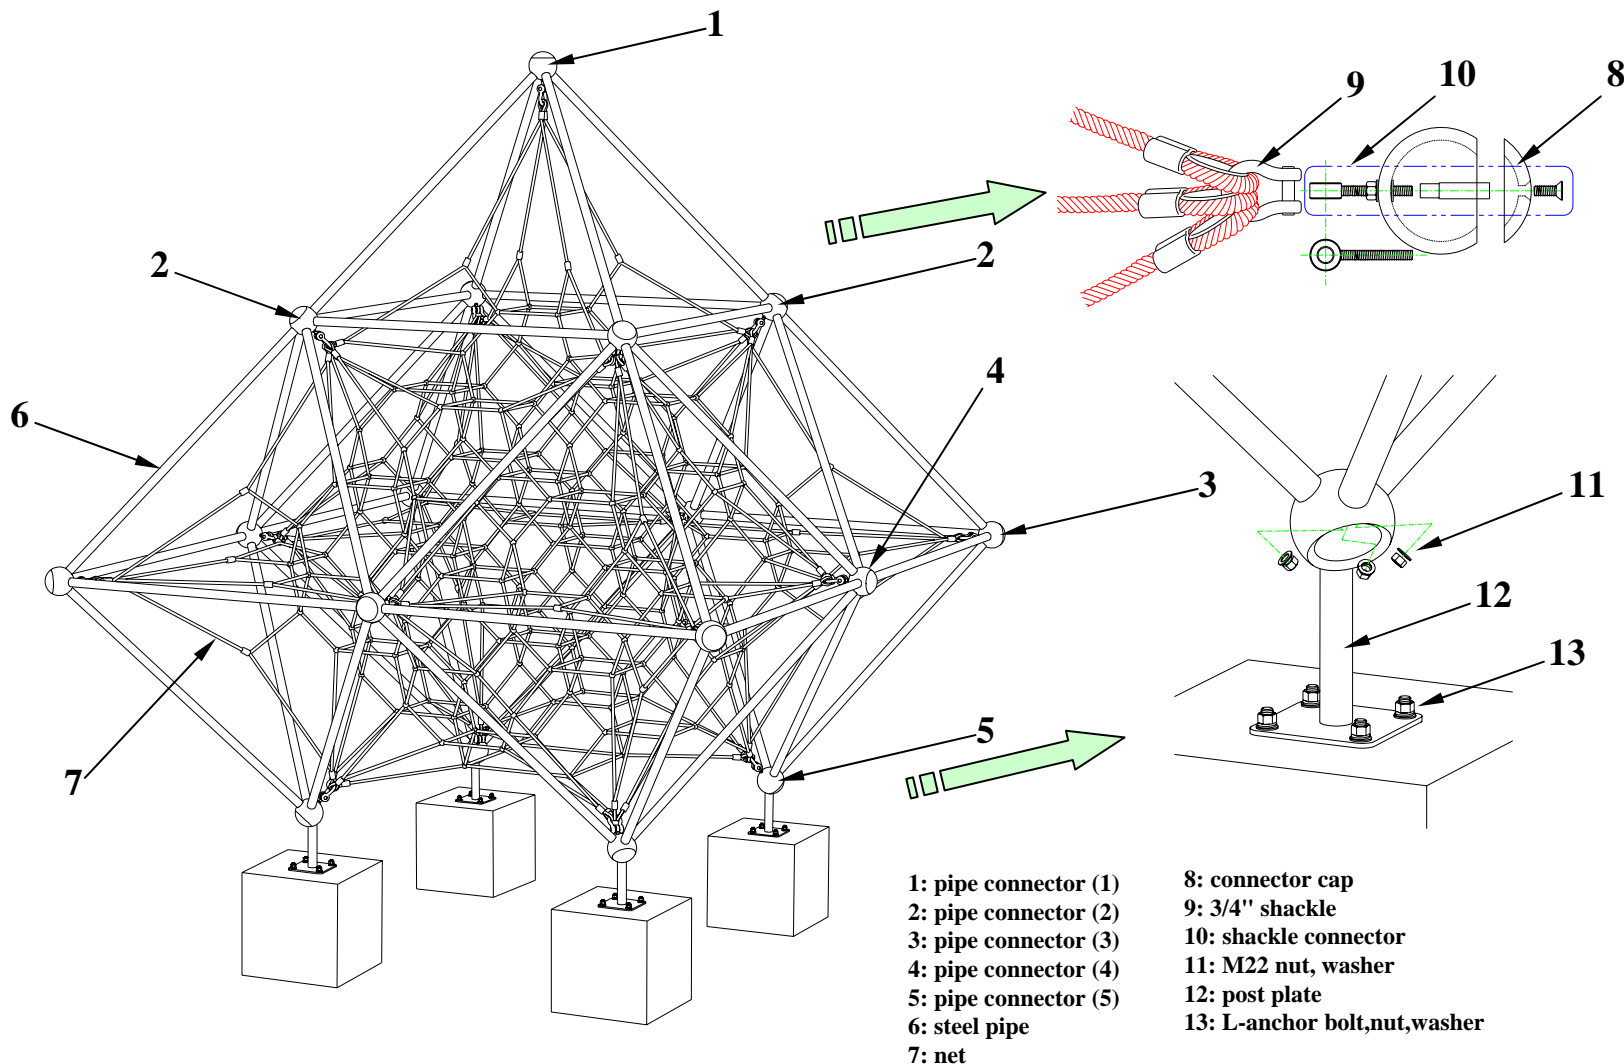 1
9
10
8
2
2
4
6
3
11
12
13
7
5
1: pipe connector (1)
2: pipe connector (2)
3: pipe connector (3)
4: pipe connector (4)
5: pipe connector (5)
6: steel pipe
7: net
8: connector cap
9: 3/4" shackle
10: shackle connector
11: M22 nut, washer
12: post plate
13: L-anchor bolt,nut,washer